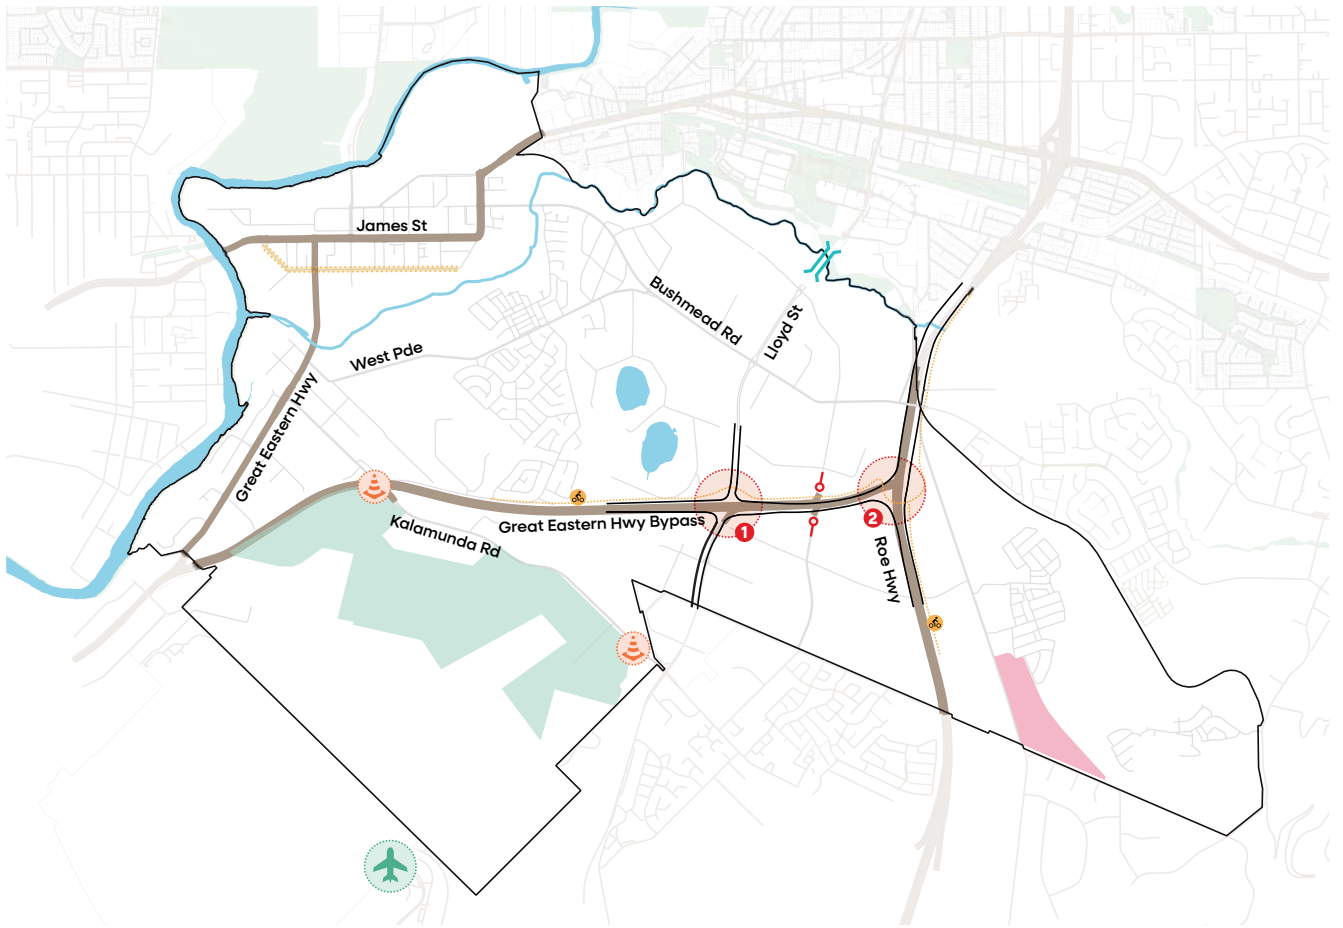 James St
Bushmead Rd
Lloyd St
West Pde
Great Eastern Hwy
Kalamunda Rd
Great Eastern Hwy Bypass
1
2
Roe Hwy